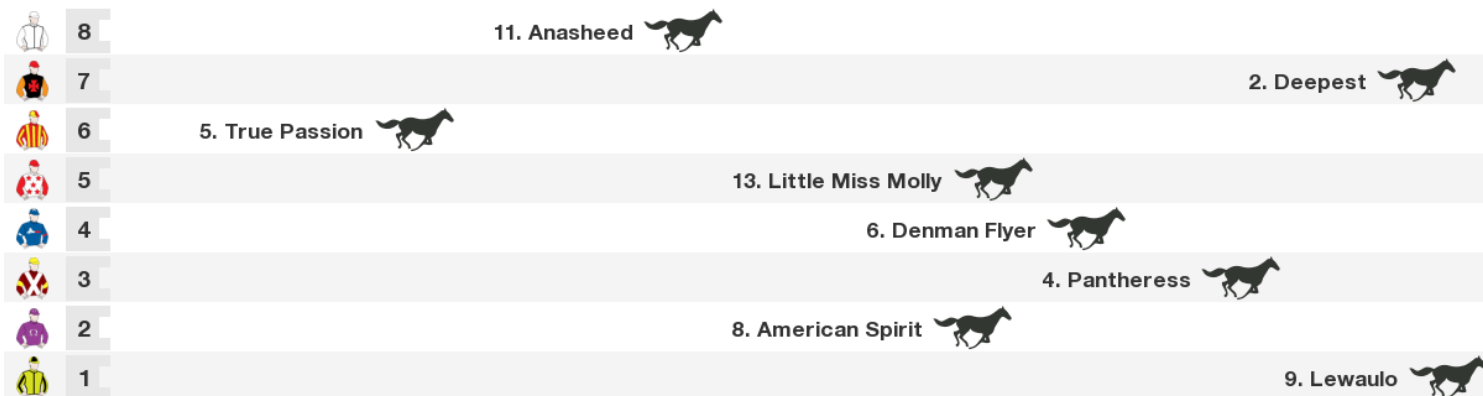 8 11. Anasheed
7 2. Deepest
6 5. True Passion
5 13. Little Miss Molly
4 6. Denman Flyer
3 4. Pantheress
2 8. American Spirit
1 9. Lewaulo